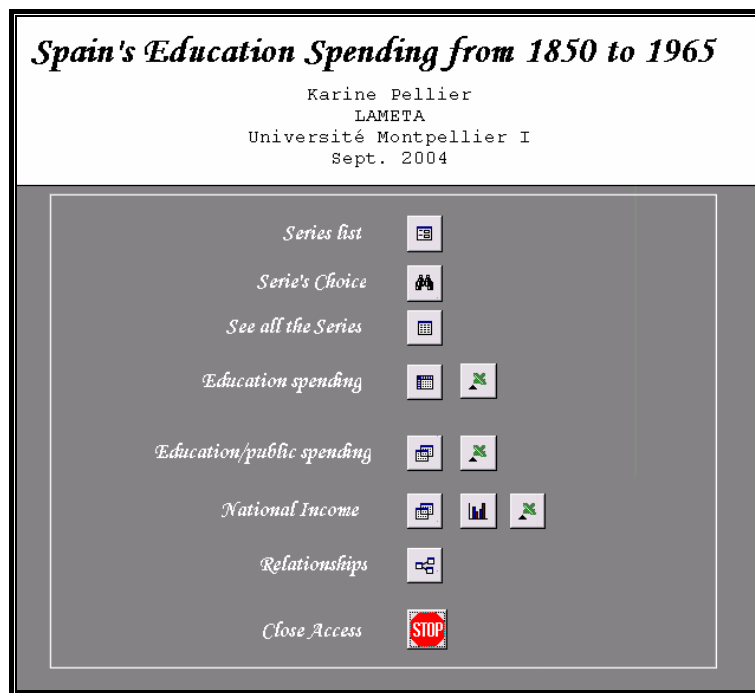 Spain's Education Spending from 1850 to 1965
Karine Pellier
LAMETA
Université Montpellier I
Sept. 2004
Series list
Serie's Choice
See all the Series
Education spending
Education/public spending
National Income
Relationships
Close Access
STOP